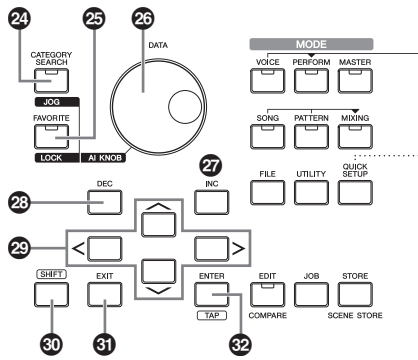 24 25 26
DATA
MODE
CATEGORY
SEARCH
VOICE PERFORM MASTER
JOG
FAVORITE
SONG PATTERN MIXING
LOCK AI KNOB
27
FILE UTILITY QUICK
SETUP
28 DEC INC
29 < >
SHIFT EXIT ENTER EDIT JOB STORE
TAP COMPARE SCENE STORE
30 31 32